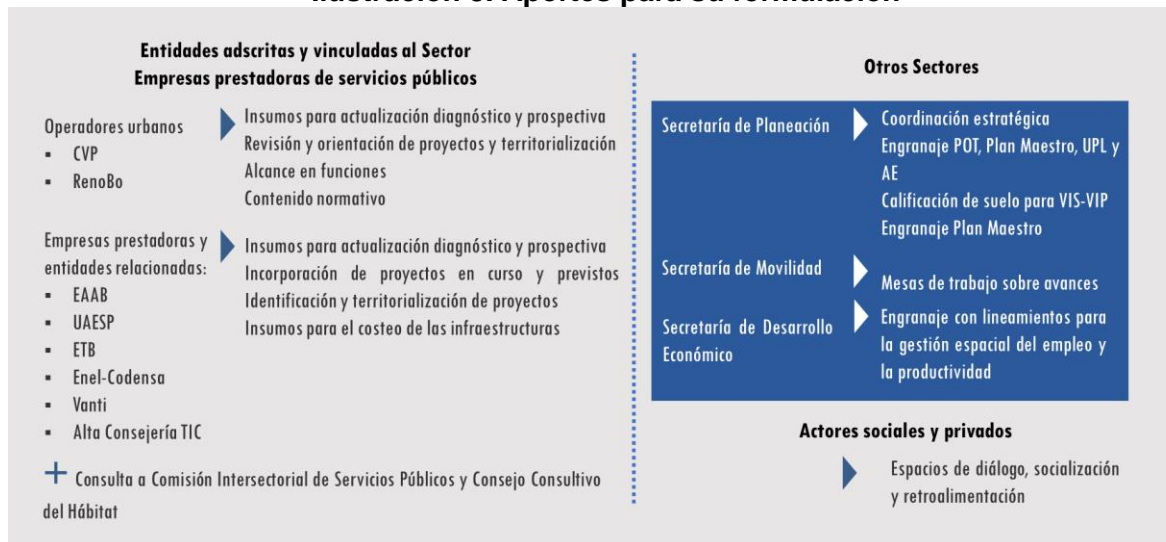 Ilustración Aportes para su formulación
Entidades adscritas y vinculadas al Sector
Empresas prestadoras de servicios públicos
Operadores urbanos
▪ CVP
▪ RenoBo
Insumos para actualización diagnóstico y prospectiva
Revisión y orientación de proyectos y territorialización
Alcance en funciones
Contenido normativo
Empresas prestadoras y
entidades relacionadas:
▪ EAAB
▪ UAESP
▪ ETB
▪ Enel-Codensa
▪ Vanti
▪ Alta Consejería TIC
Insumos para actualización diagnóstico y prospectiva
Incorporación de proyectos en curso y previstos
Identificación y territorialización de proyectos
Insumos para el costeo de las infraestructuras
+ Consulta a Comisión Intersectorial de Servicios Públicos y Consejo Consultivo
del Hábitat
Otros Sectores
Secretaría de Planeación
Coordinación estratégica
Engranaje POT, Plan Maestro, UPL y
AE
Calificación de suelo para VIS-VIP
Engranaje Plan Maestro
Secretaría de Movilidad
Mesas de trabajo sobre avances
Secretaría de Desarrollo
Económico
Engranaje con lineamientos para
la gestión espacial del empleo y
la productividad
Actores sociales y privados
Espacios de diálogo, socialización
y retroalimentación